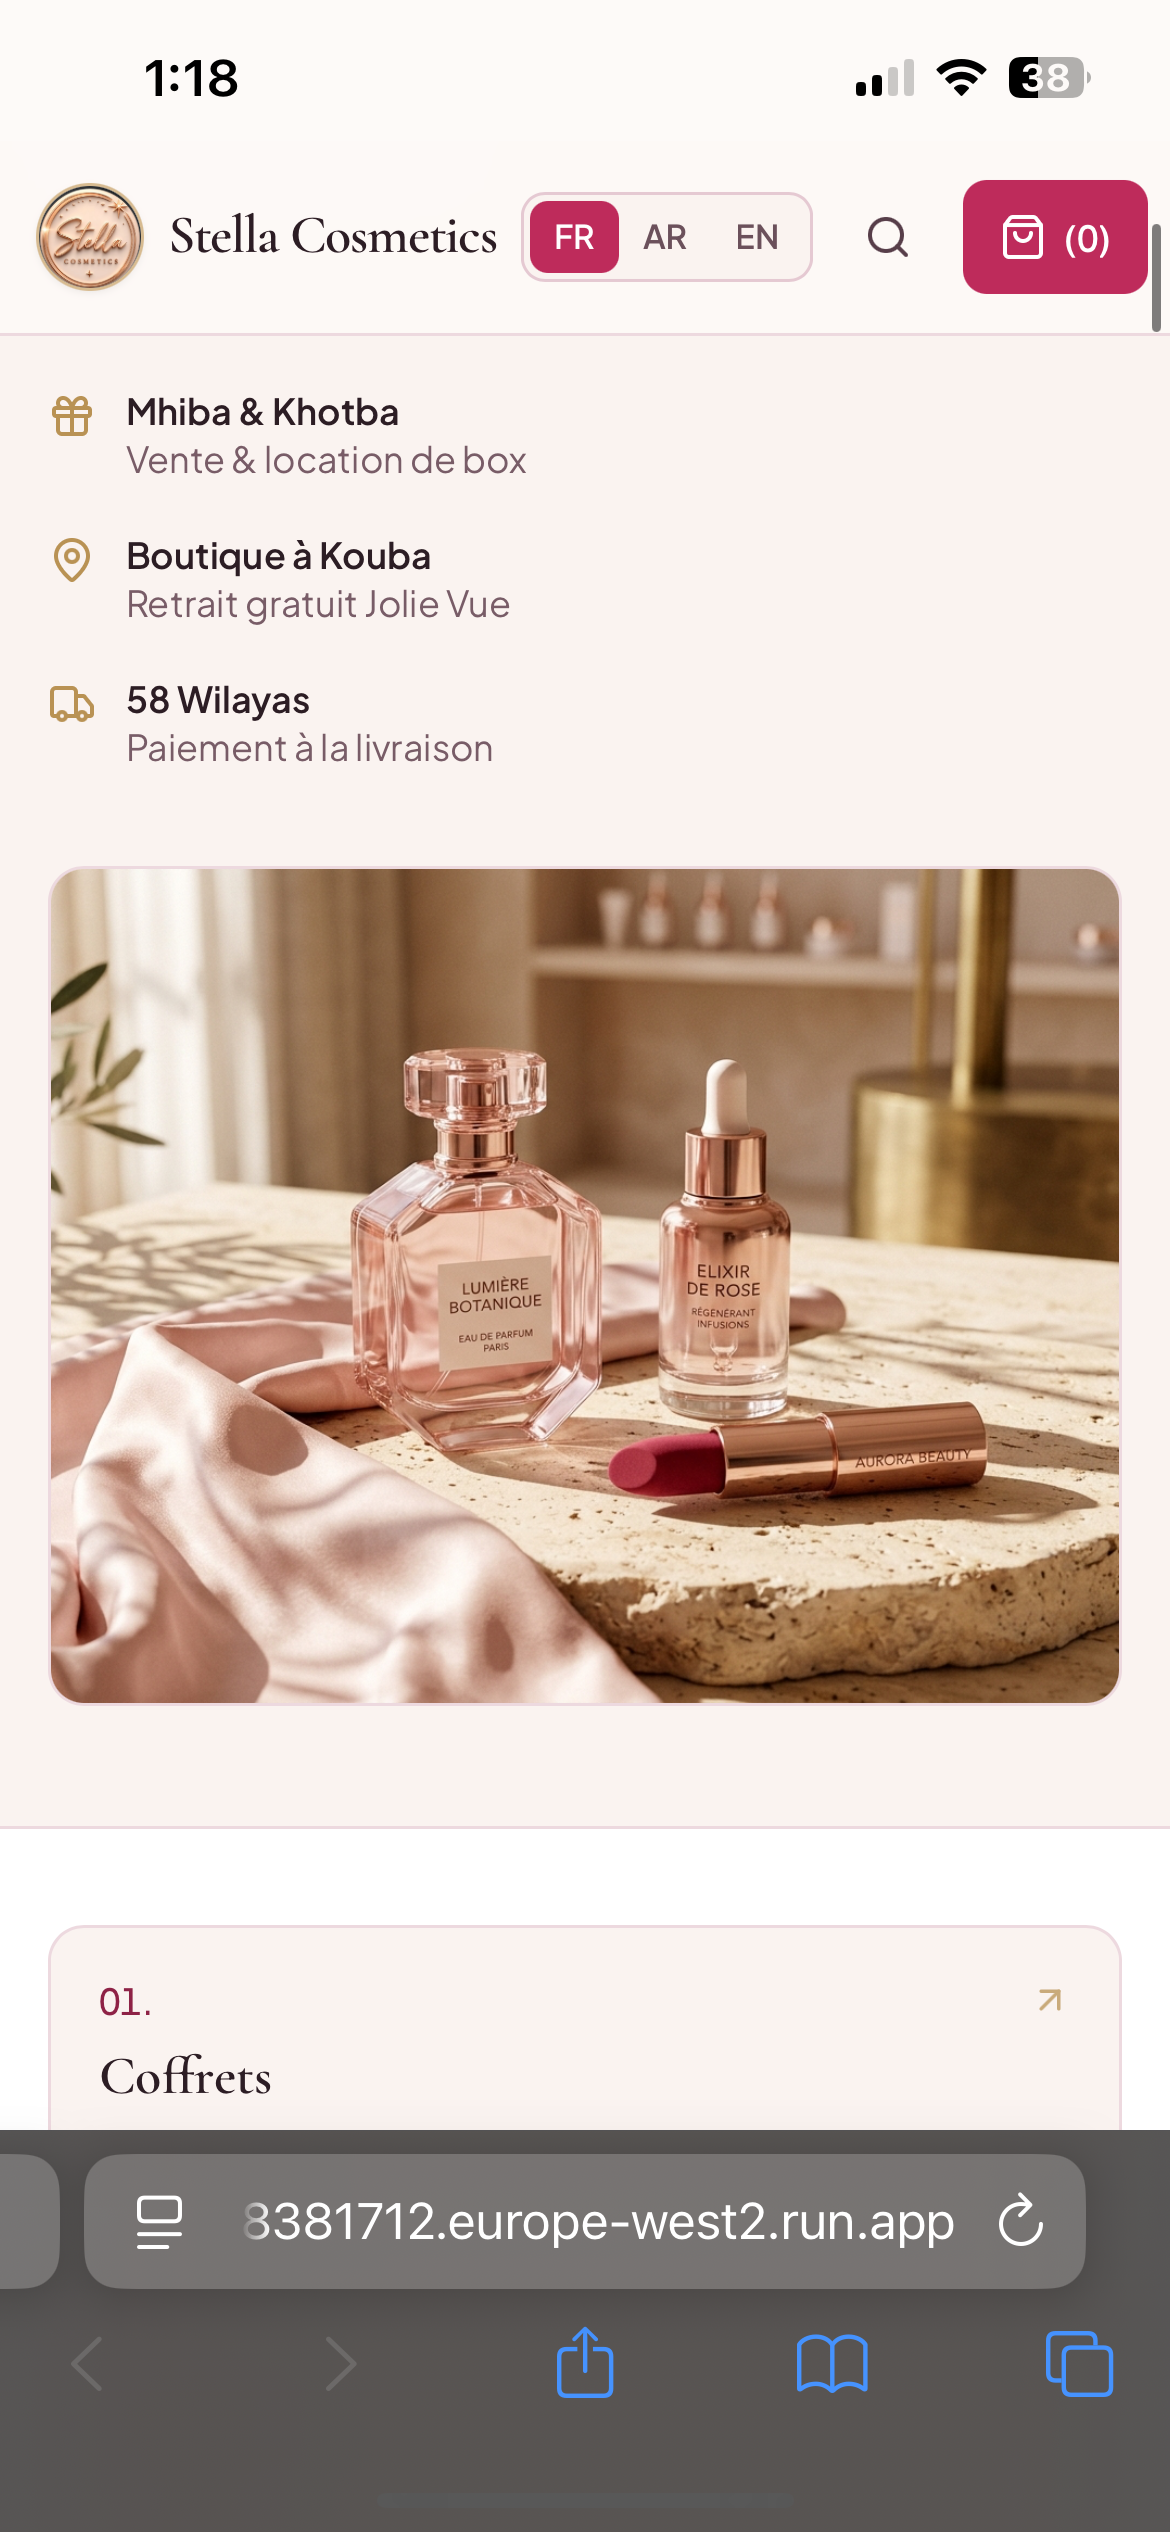 1:18
38
Stella
COSMETICS
Stella Cosmetics
FR
AR
EN
(0)
Mhiba & Khotba
Vente & location de box
Boutique à Kouba
Retrait gratuit Jolie Vue
58 Wilayas
Paiement à la livraison
LUMIÈRE
BOTANIQUE
EAU DE PARFUM
PARIS
ELIXIR
DE ROSE
RÉGÉNÉRANT
INFUSIONS
AURORA BEAUTY
01.
Coffrets
8381712.europe-west2.run.app